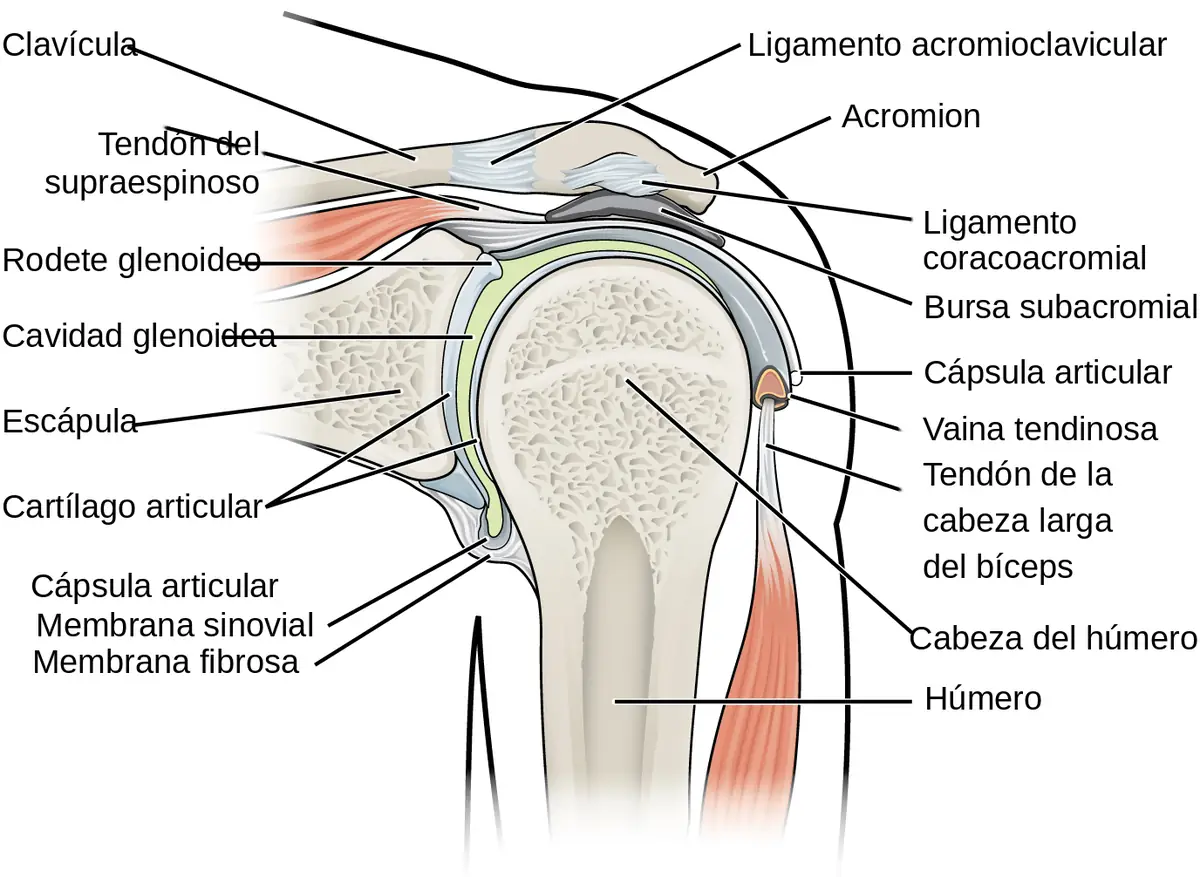 Clavícula
Tendón del
supraespinoso
Rodete glenoideo
Cavidad glenoidea
Escápula
Cartílago articular
Cápsula articular
Membrana sinovial
Membrana fibrosa
Ligamento acromioclavicular
Acromion
Ligamento
coracoacromial
Bursa subacromial
Cápsula articular
Vaina tendinosa
Tendón de la
cabeza larga
del bíceps
Cabeza del húmero
Húmero